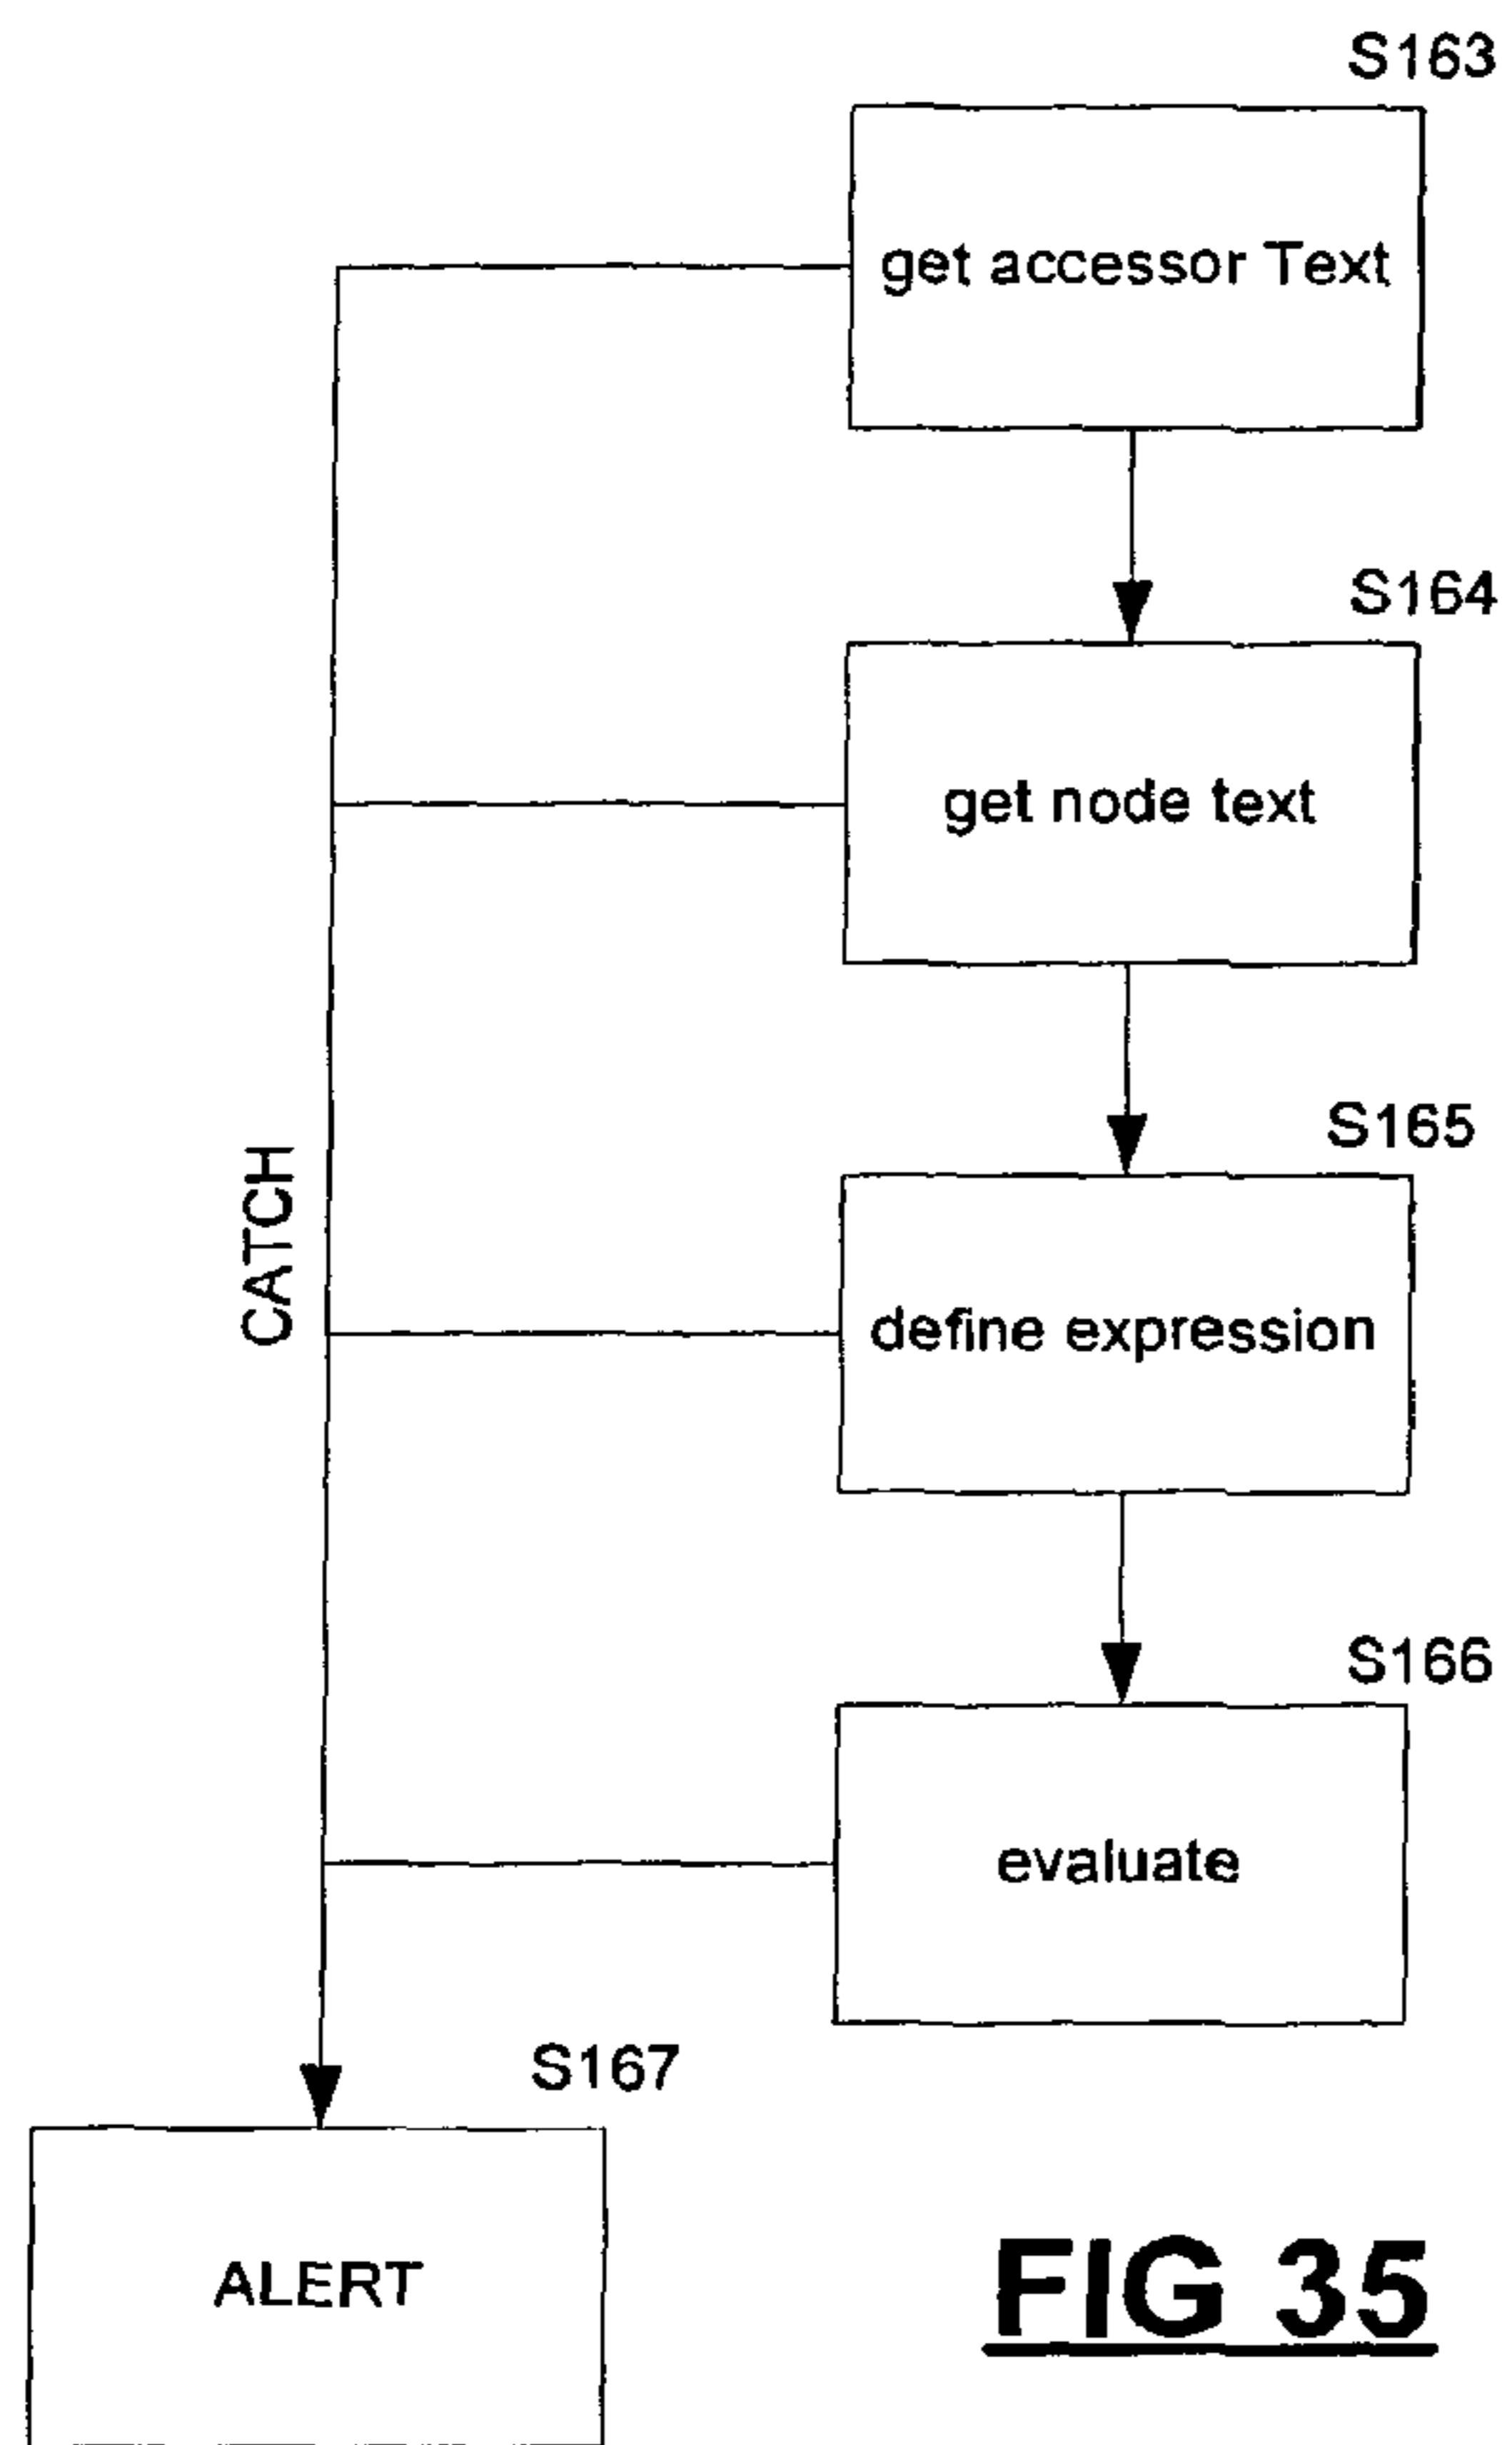 S163
get accessor Text
S164
get node text
S165
define expression
CATCH
S166
evaluate
S167
ALERT
FIG 35